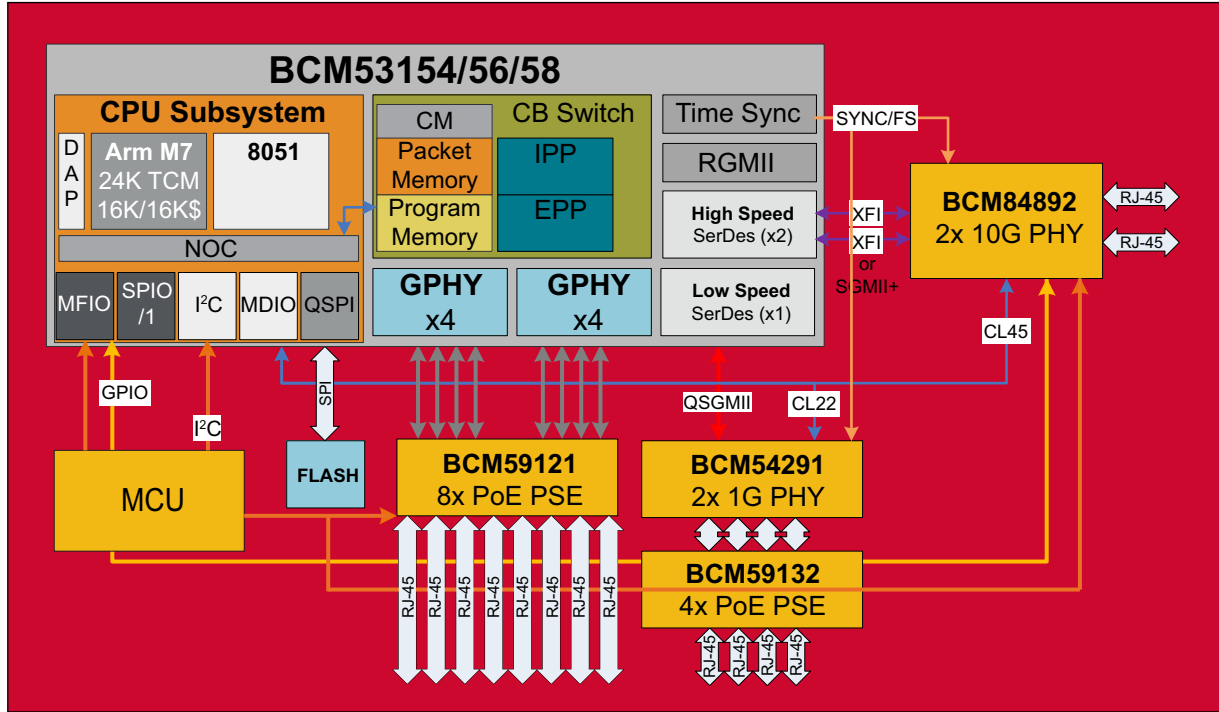 BCM53154/56/58
CPU Subsystem
D
A
P
Arm M7
24K TCM
16K/16K$
8051
NOC
MFIO
SPIO
/1
I²C
MDIO
QSPI
CM
Packet
Memory
Program
Memory
CB Switch
IPP
EPP
GPHY
x4
GPHY
x4
Time Sync
RGMII
High Speed
SerDes (x2)
Low Speed
SerDes (x1)
SYNC/FS
XFI
XFI
or
SGMII+
BCM84892
2x 10G PHY
RJ-45
RJ-45
CL45
GPIO
I²C
SPI
QSGMII
CL22
MCU
FLASH
BCM59121
8x PoE PSE
BCM54291
2x 1G PHY
BCM59132
4x PoE PSE
RJ-45
RJ-45
RJ-45
RJ-45
RJ-45
RJ-45
RJ-45
RJ-45
RJ-45
RJ-45
RJ-45
RJ-45